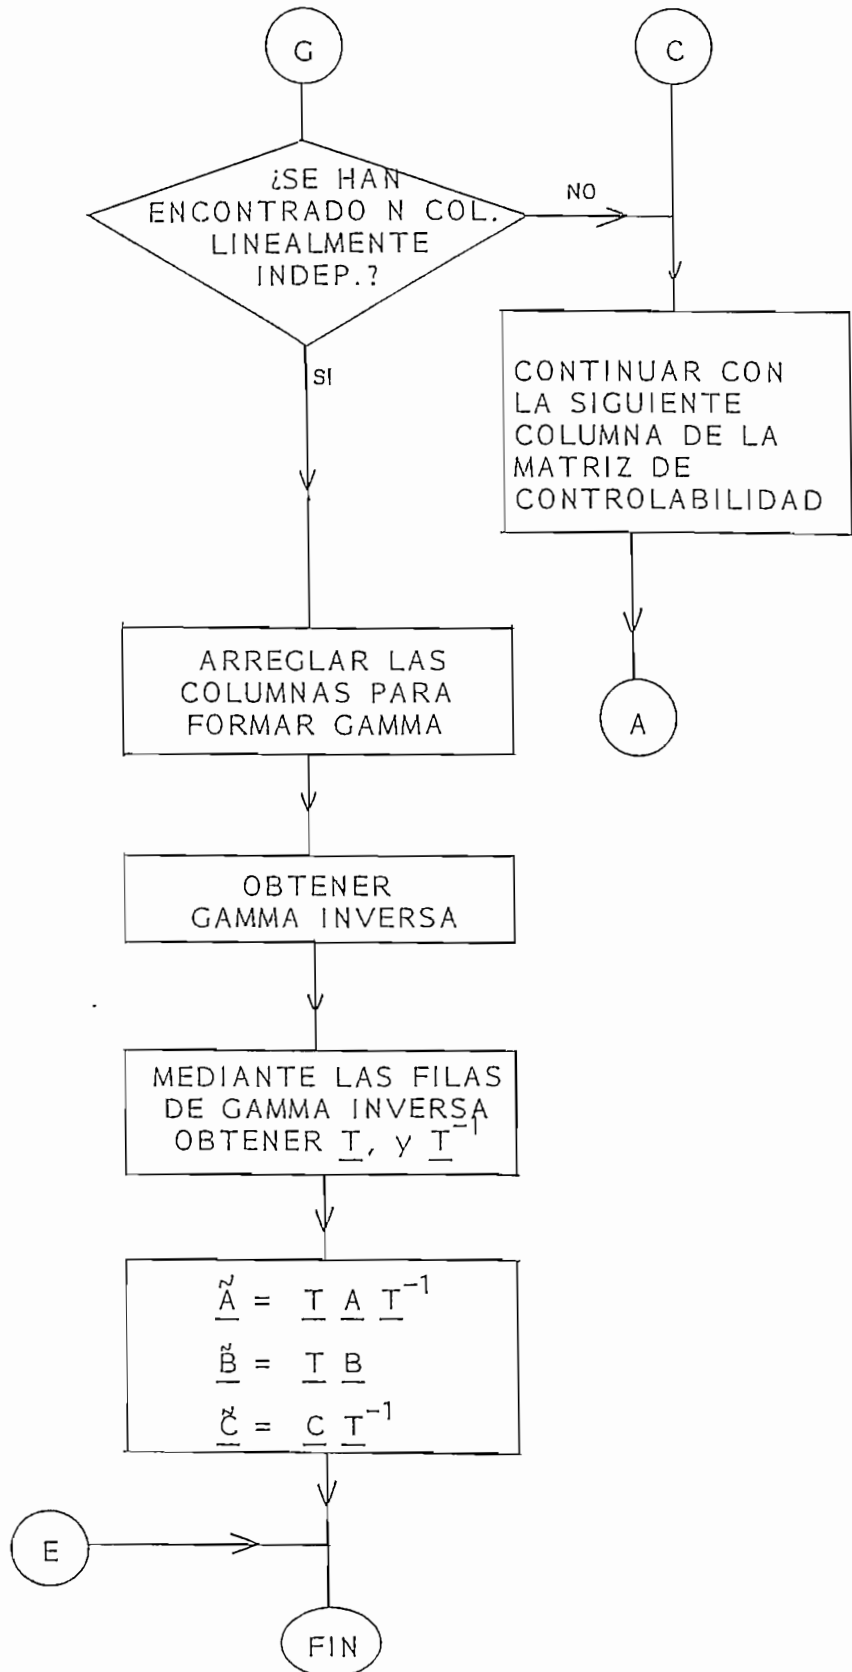 G
C
¿SE HAN
ENCONTRADO N COL.
LINEALMENTE
INDEP.?
NO
SI
CONTINUAR CON
LA SIGUIENTE
COLUMNA DE LA
MATRIZ DE
CONTROLABILIDAD
A
ARREGLAR LAS
COLUMNAS PARA
FORMAR GAMMA
OBTENER
GAMMA INVERSA
MEDIANTE LAS FILAS
DE GAMMA INVERSA
OBTENER T, y T⁻¹
Ã = T A T⁻¹
B̃ = T B
C̃ = C T⁻¹
E
FIN